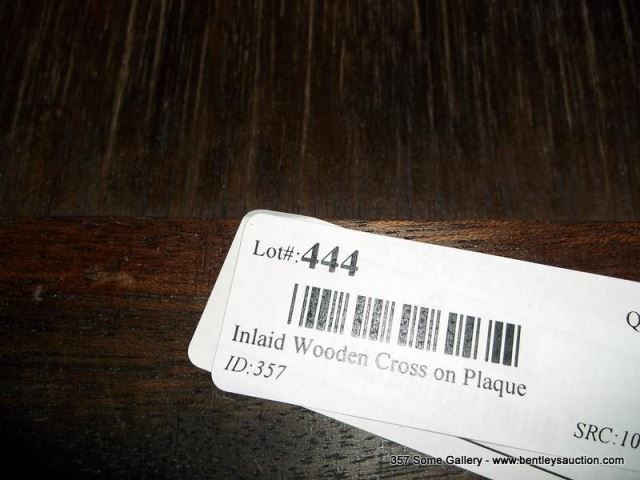 Lot#:444
Q
Inlaid Wooden Cross on Plaque
ID:357
SRC:10
357 Some Gallery - www.bentleysauction.com